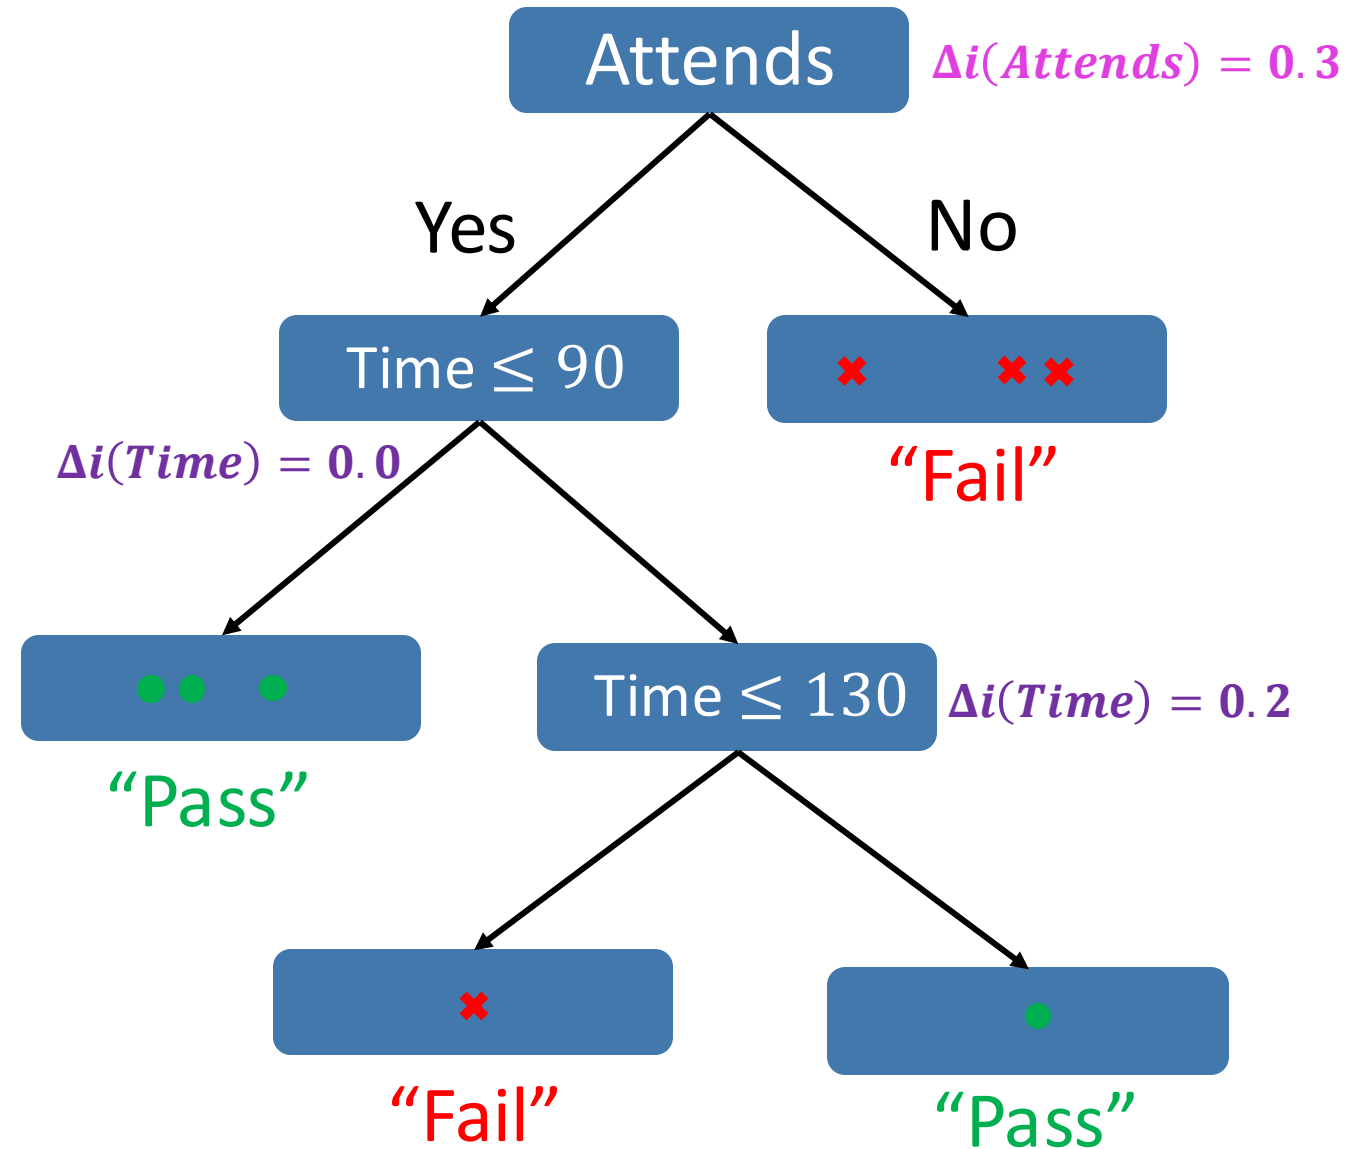 Attends
Δi(Attends) = 0.3
Yes
No
Time ≤ 90
Δi(Time) = 0.0
“Fail”
Time ≤ 130
Δi(Time) = 0.2
“Pass”
“Fail”
“Pass”